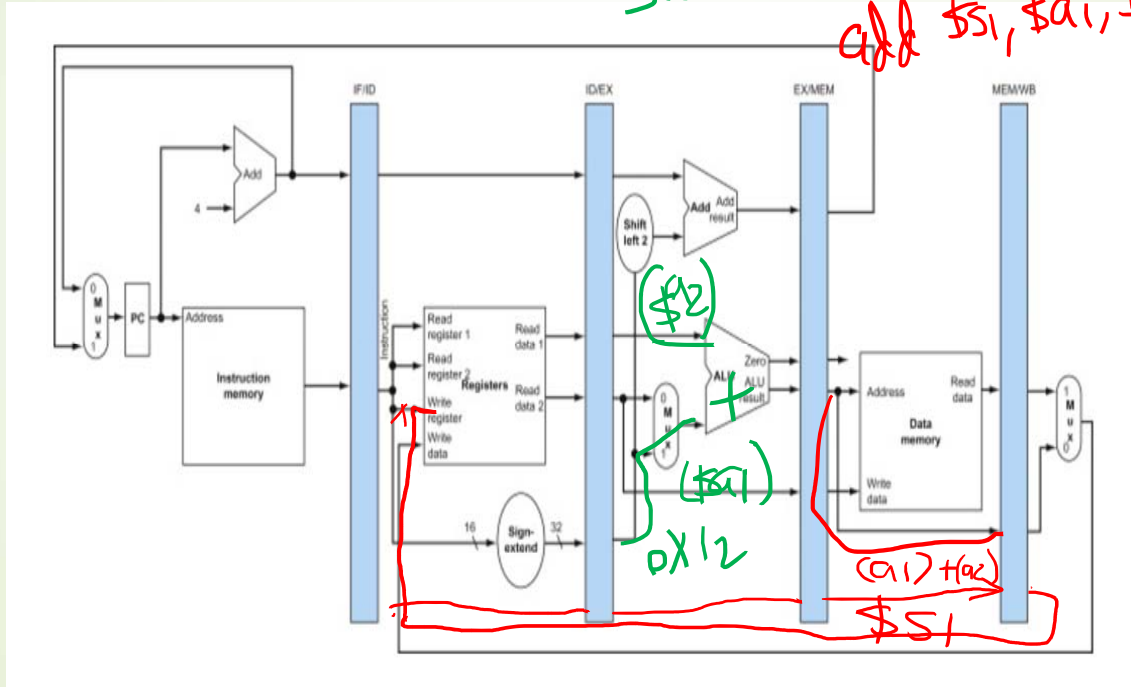 add $s1, $a1,
IF/ID
ID/EX
EX/MEM
MEM/WB
Add
4
Shift
left 2
Add
Add
result
($a2)
0
M
u
x
1
PC
Address
Instruction
memory
Instruction
Read
register 1
Read
register 2
Write
register
Write
data
Registers
Read
data 1
Read
data 2
0
M
u
x
1
ALU
Zero
ALU
result
+
($a1)
0x12
16
Sign-
extend
32
Address
Read
data
Data
memory
Write
data
1
M
u
x
0
(a1)+(a2)
$s1